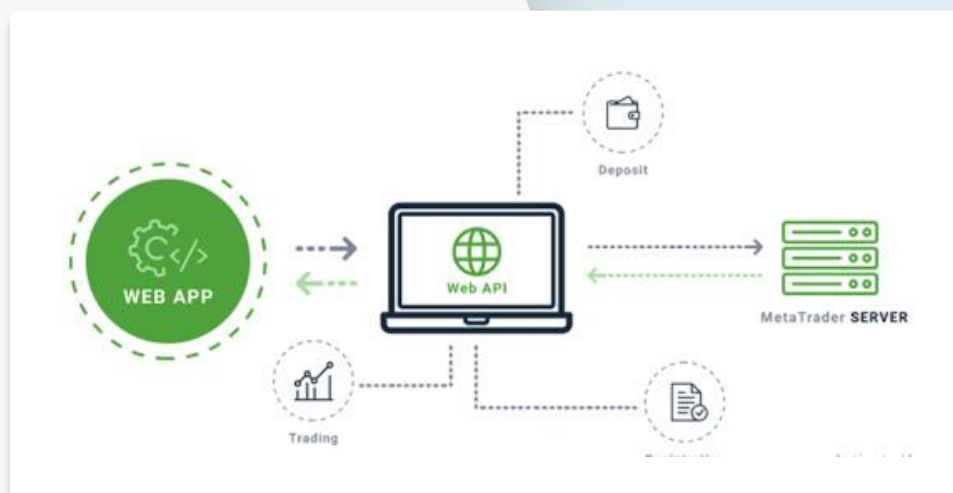 Deposit
</>
WEB APP
Web API
MetaTrader SERVER
Trading